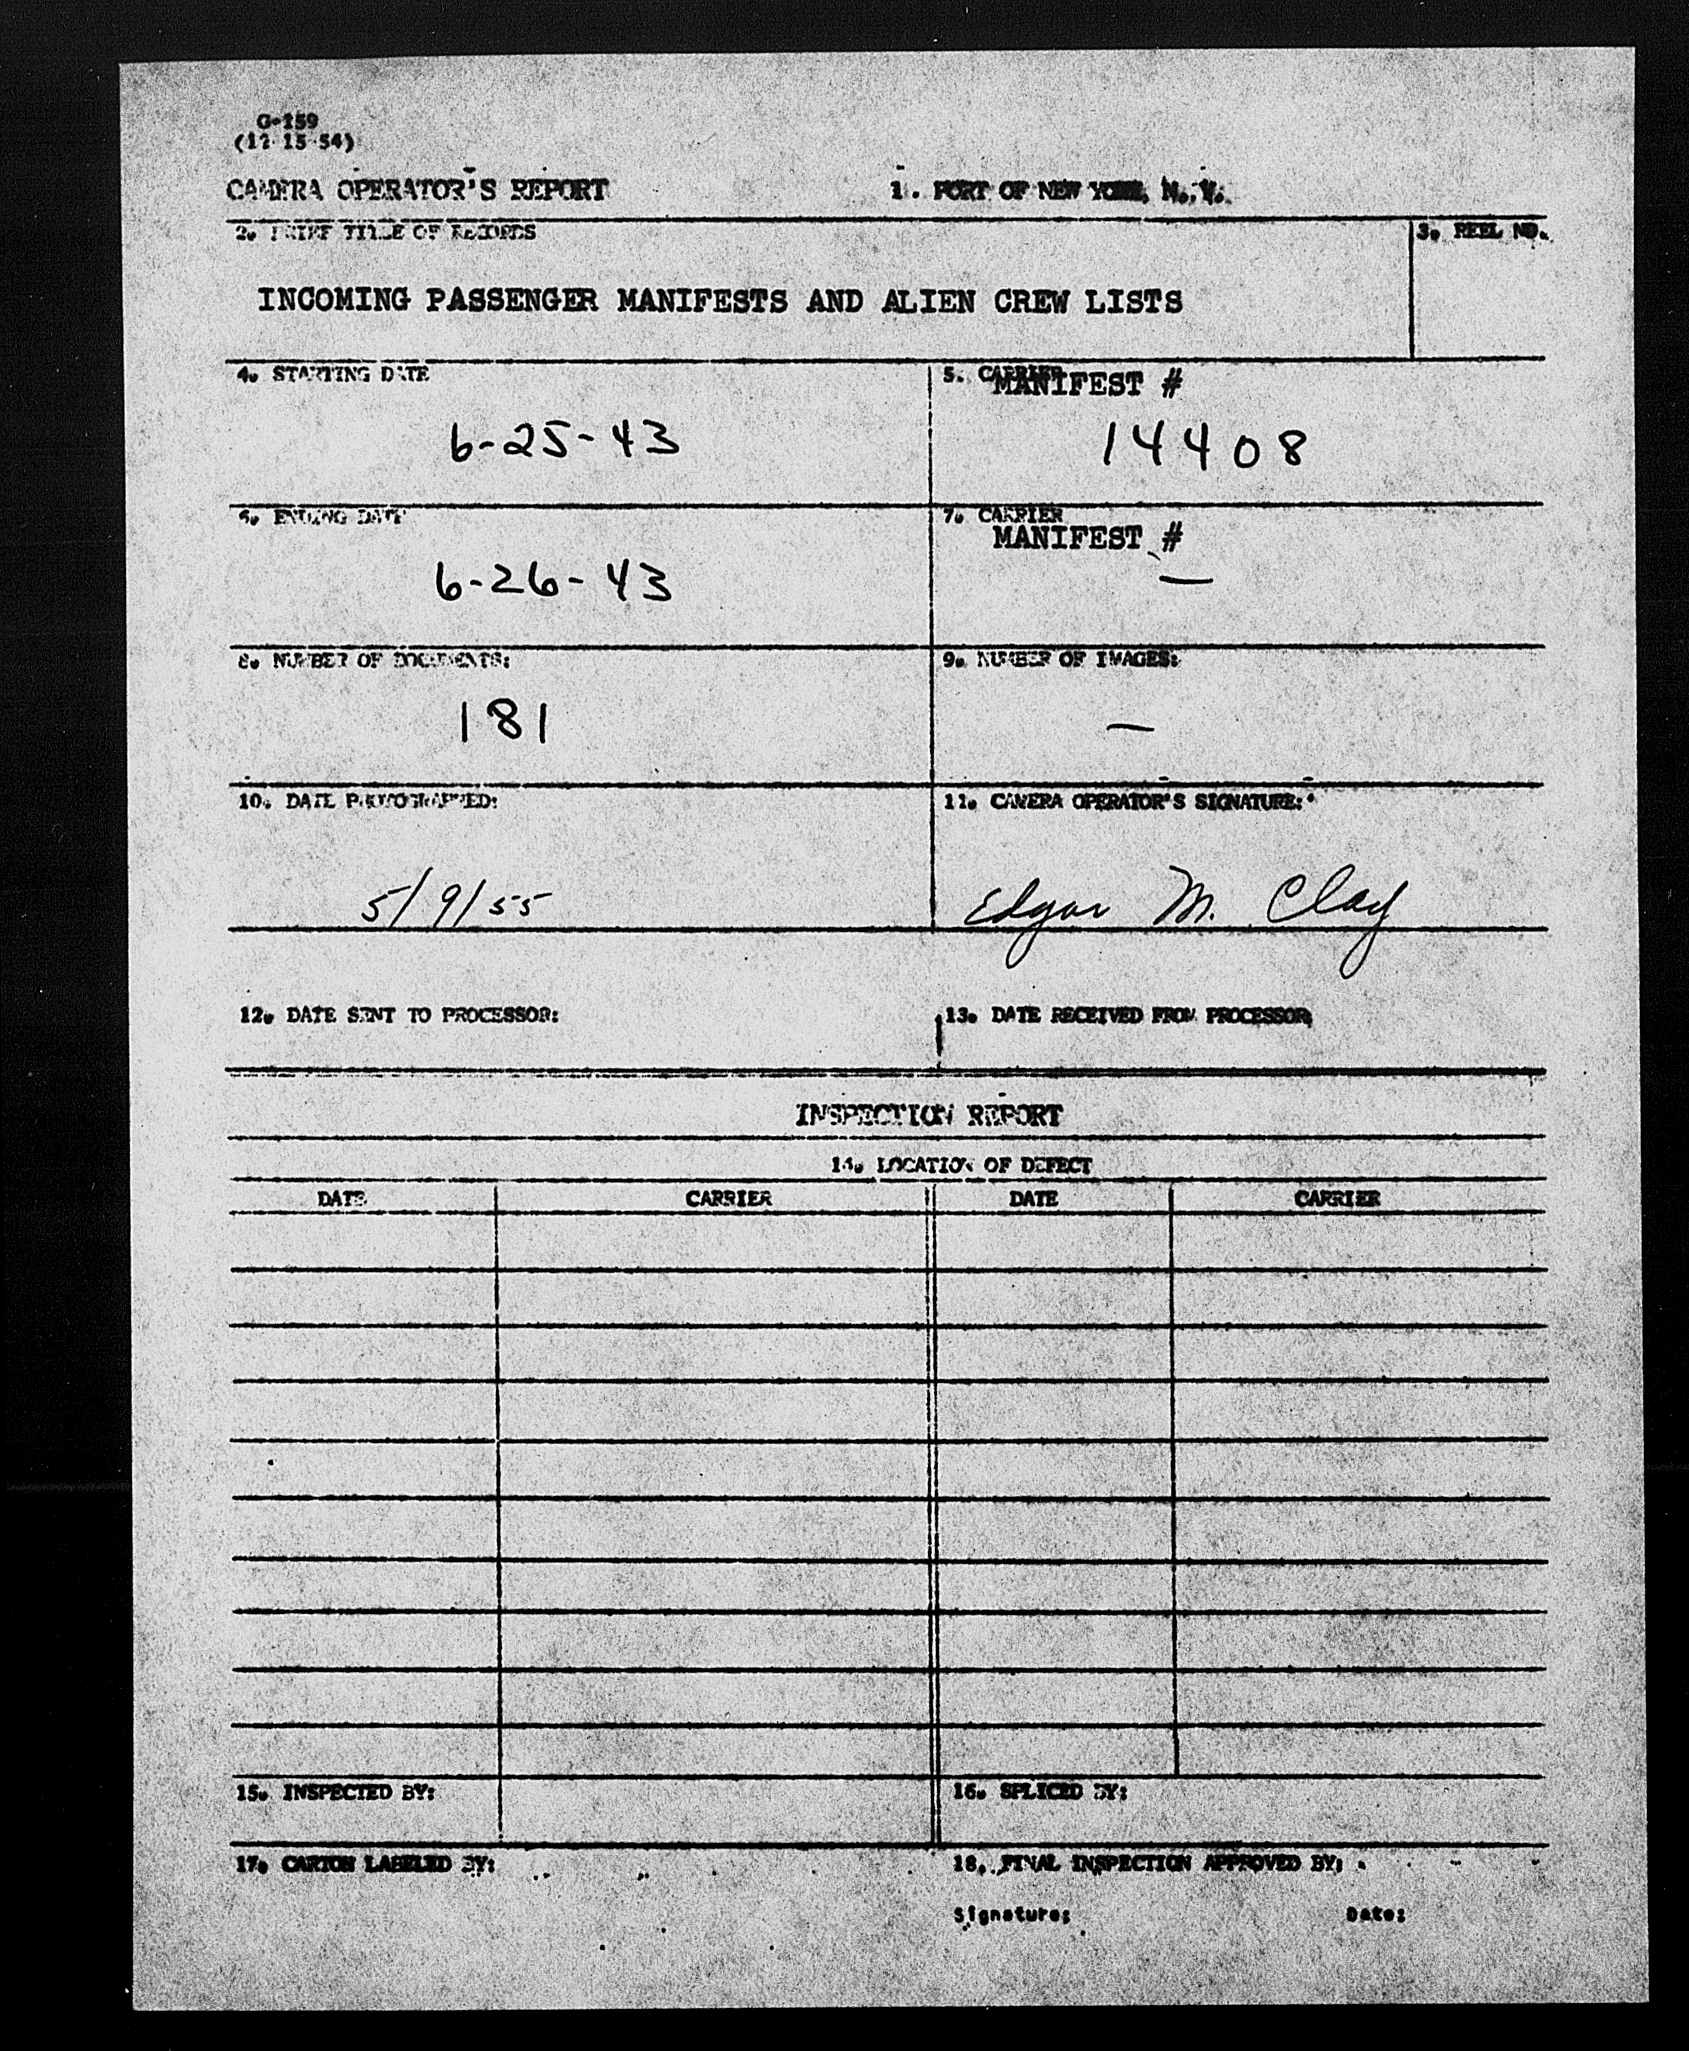 G-159
(12-15-54)
CAMERA OPERATOR'S REPORT 1. PORT OF NEW YORK, N. Y.
2. BRIEF TITLE OF RECORDS 3. REEL NO.
INCOMING PASSENGER MANIFESTS AND ALIEN CREW LISTS
4. STARTING DATE 5. CARRIER
MANIFEST #
6-25-43 14408
6. ENDING DATE 7. CARRIER
MANIFEST #
6-26-43 —
8. NUMBER OF DOCUMENTS: 9. NUMBER OF IMAGES:
181 —
10. DATE PHOTOGRAPHED: 11. CAMERA OPERATOR'S SIGNATURE:
5/9/55 Edgar M. Clay
12. DATE SENT TO PROCESSOR: 13. DATE RECEIVED FROM PROCESSOR
INSPECTION REPORT
14. LOCATION OF DEFECT
DATE CARRIER DATE CARRIER
15. INSPECTED BY: 16. SPLICED BY:
17. CARTON LABELED BY: 18. FINAL INSPECTION APPROVED BY:
Signature: Date: